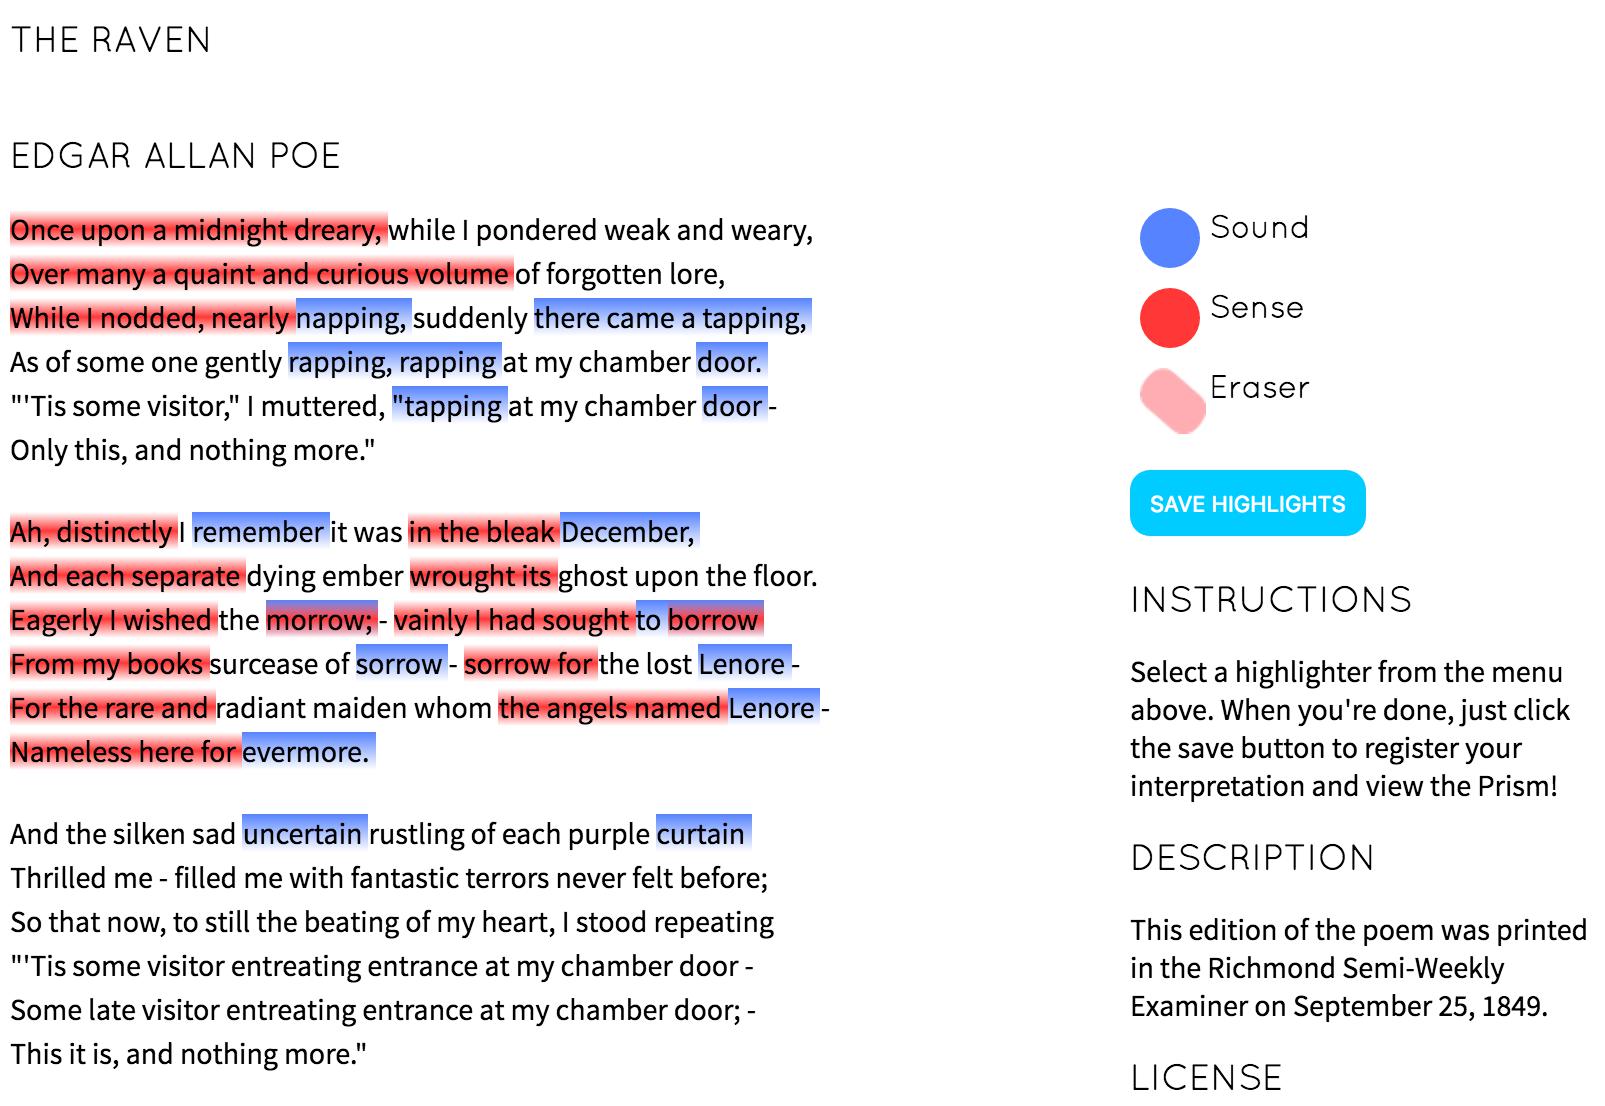 THE RAVEN
EDGAR ALLAN POE
Once upon a midnight dreary, while I pondered weak and weary,
Over many a quaint and curious volume of forgotten lore,
While I nodded, nearly napping, suddenly there came a tapping,
As of some one gently rapping, rapping at my chamber door.
"'Tis some visitor," I muttered, "tapping at my chamber door -
Only this, and nothing more."
Ah, distinctly I remember it was in the bleak December,
And each separate dying ember wrought its ghost upon the floor.
Eagerly I wished the morrow; - vainly I had sought to borrow
From my books surcease of sorrow - sorrow for the lost Lenore -
For the rare and radiant maiden whom the angels named Lenore -
Nameless here for evermore.
And the silken sad uncertain rustling of each purple curtain
Thrilled me - filled me with fantastic terrors never felt before;
So that now, to still the beating of my heart, I stood repeating
"'Tis some visitor entreating entrance at my chamber door -
Some late visitor entreating entrance at my chamber door; -
This it is, and nothing more."
Sound
Sense
Eraser
SAVE HIGHLIGHTS
INSTRUCTIONS
Select a highlighter from the menu
above. When you're done, just click
the save button to register your
interpretation and view the Prism!
DESCRIPTION
This edition of the poem was printed
in the Richmond Semi-Weekly
Examiner on September 25, 1849.
LICENSE